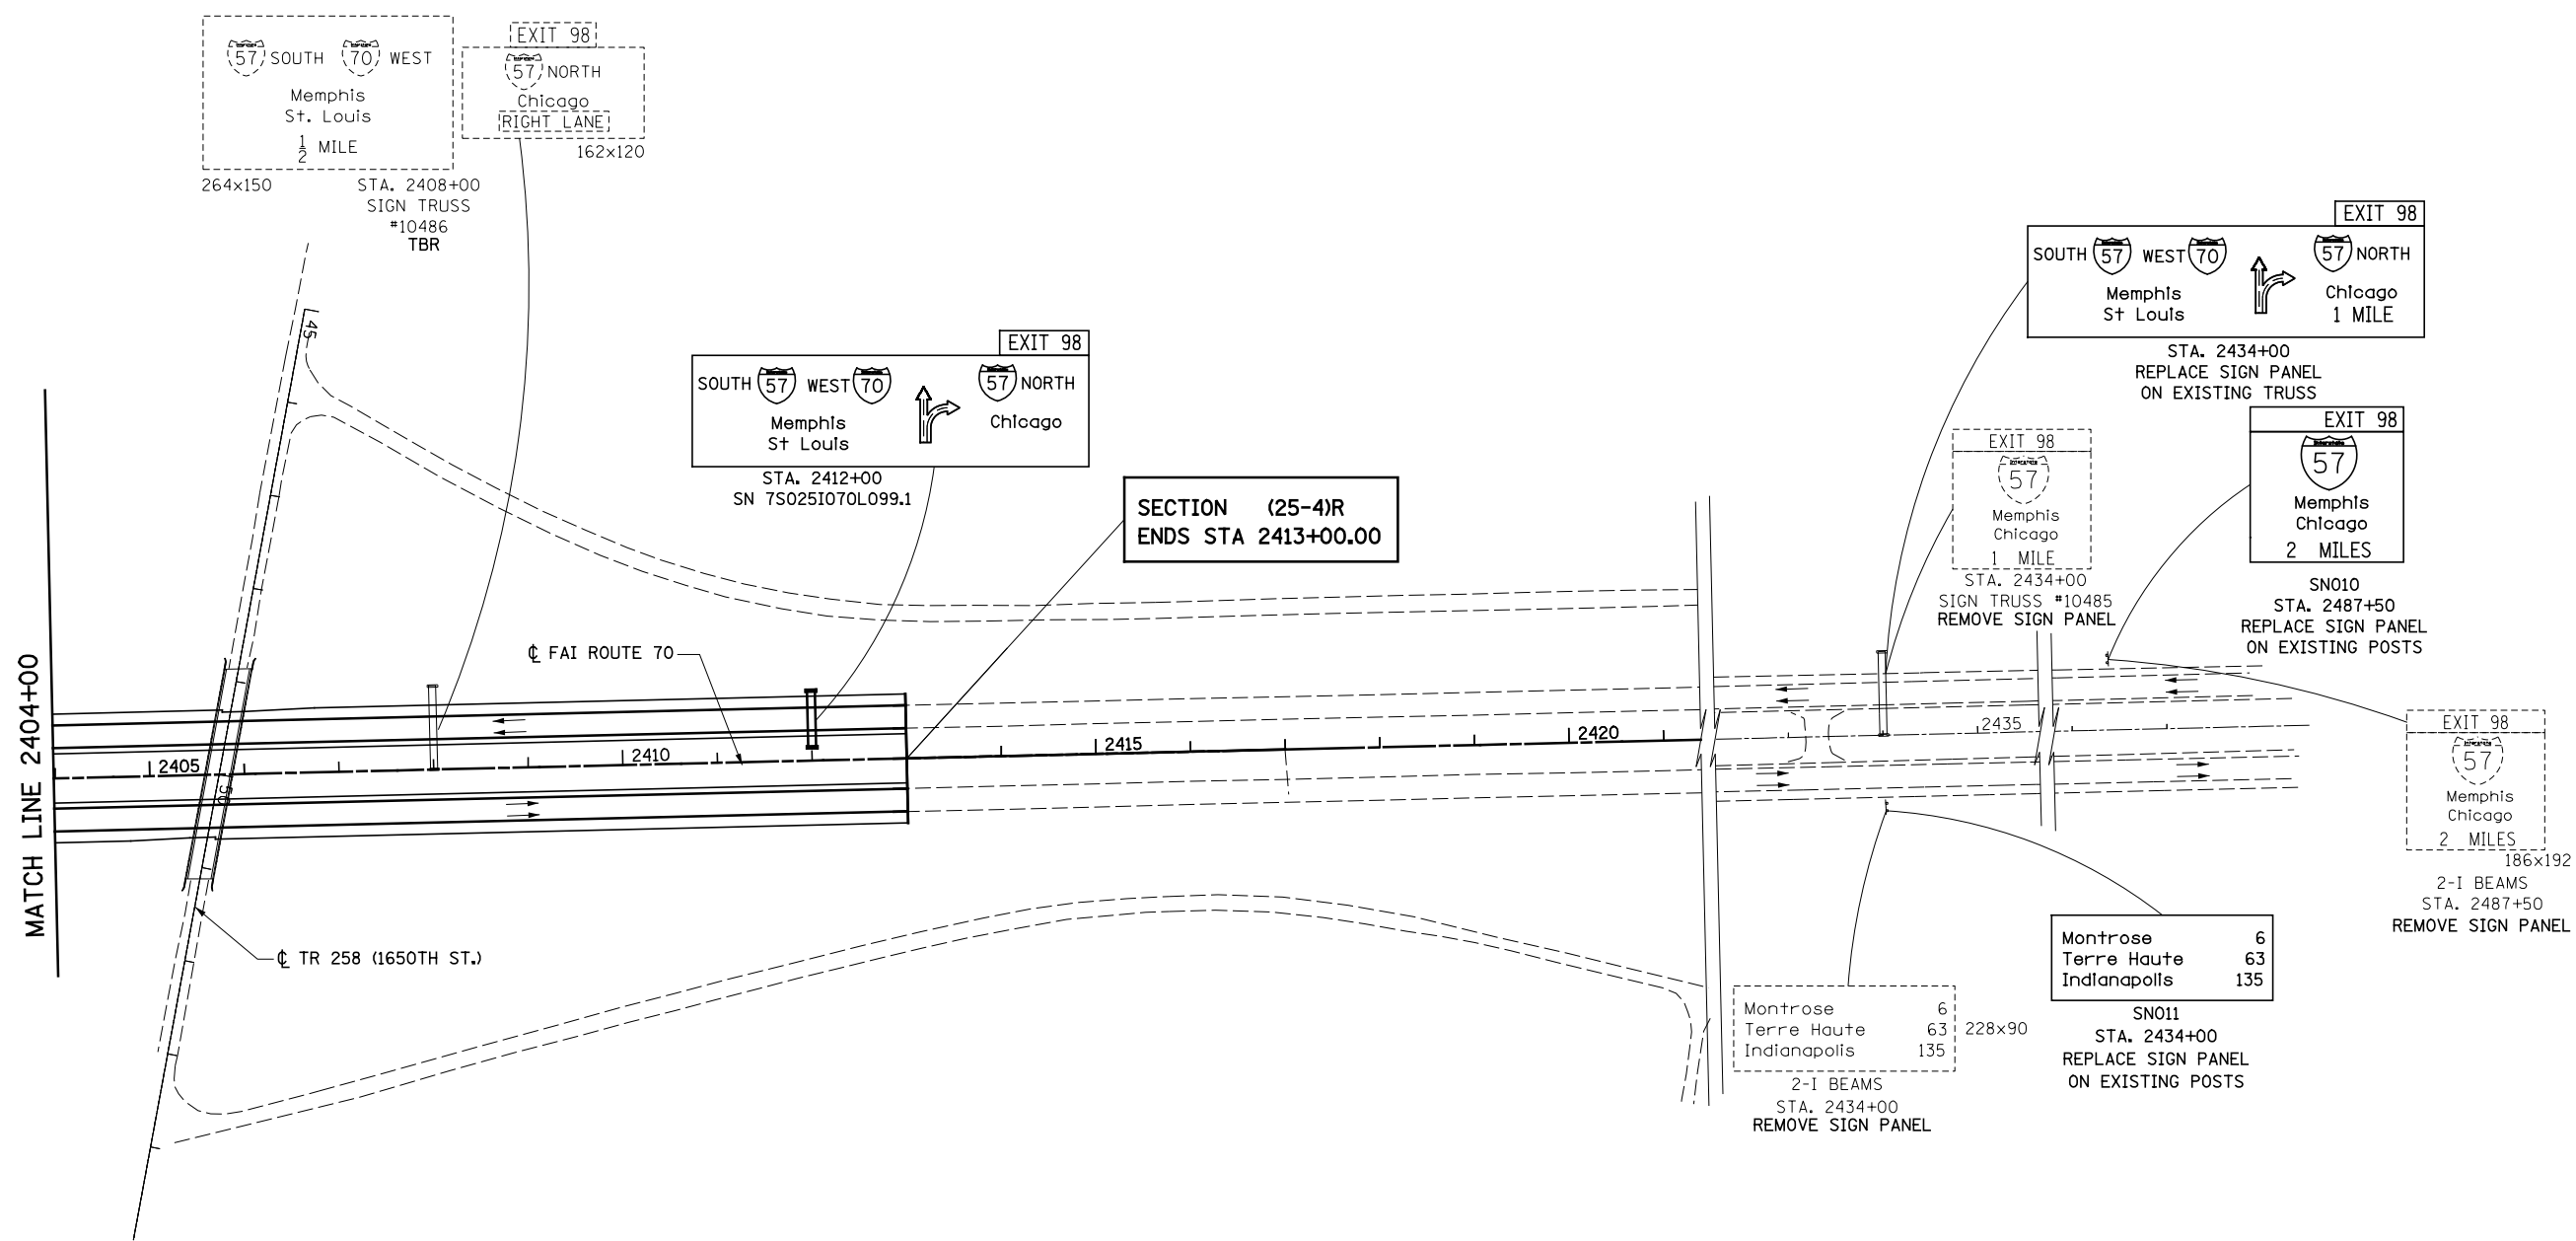 57 SOUTH 70 WEST
Memphis
St. Louis
1/2 MILE
264x150
STA. 2408+00
SIGN TRUSS
#10486
TBR
EXIT 98
57 NORTH
Chicago
RIGHT LANE
162x120
EXIT 98
SOUTH 57 WEST 70 57 NORTH
Memphis Chicago
St Louis
STA. 2412+00
SN 7S025I070L099.1
SECTION (25-4)R
ENDS STA 2413+00.00
EXIT 98
SOUTH 57 WEST 70 57 NORTH
Memphis Chicago
St Louis 1 MILE
STA. 2434+00
REPLACE SIGN PANEL
ON EXISTING TRUSS
EXIT 98
57
Memphis
Chicago
1 MILE
STA. 2434+00
SIGN TRUSS #10485
REMOVE SIGN PANEL
EXIT 98
Interstate
57
Memphis
Chicago
2 MILES
SN010
STA. 2487+50
REPLACE SIGN PANEL
ON EXISTING POSTS
45
℄ FAI ROUTE 70
MATCH LINE 2404+00
2405
2410
2415
2420
2435
50
℄ TR 258 (1650TH ST.)
EXIT 98
57
Memphis
Chicago
2 MILES
186x192
2-I BEAMS
STA. 2487+50
REMOVE SIGN PANEL
Montrose 6
Terre Haute 63
Indianapolis 135
SN011
STA. 2434+00
REPLACE SIGN PANEL
ON EXISTING POSTS
Montrose 6
Terre Haute 63
Indianapolis 135
228x90
2-I BEAMS
STA. 2434+00
REMOVE SIGN PANEL